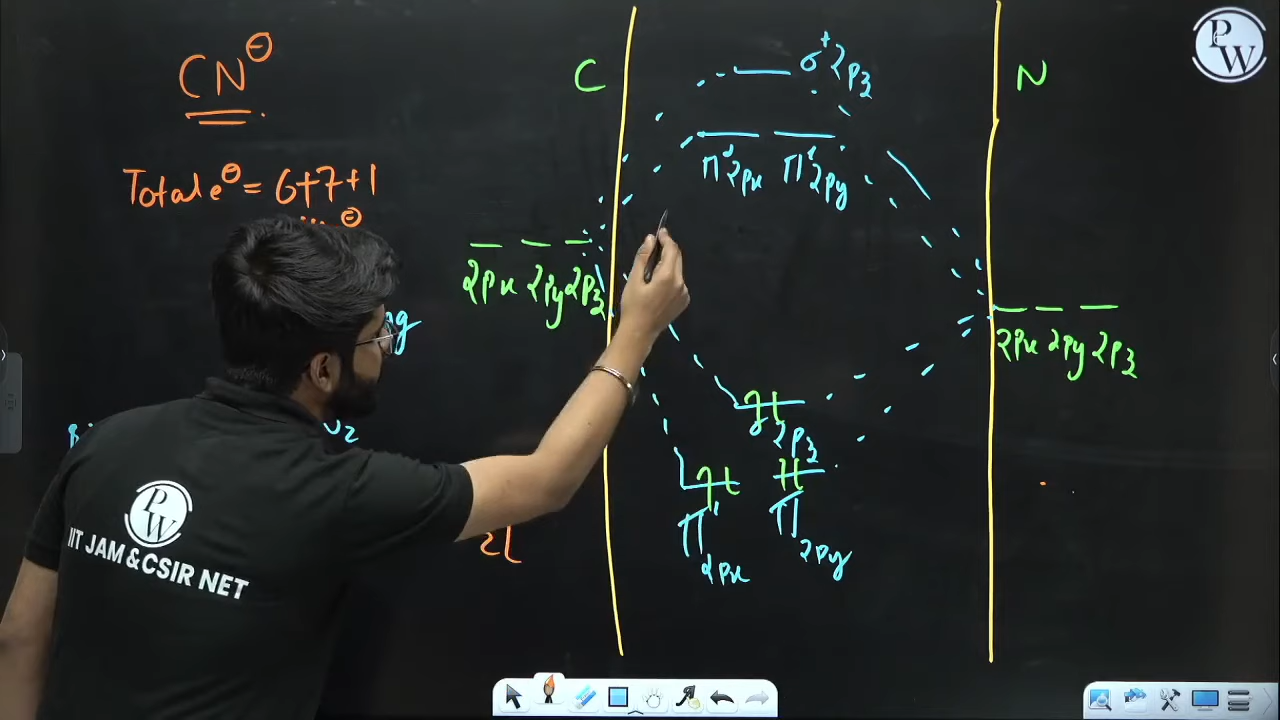 CN⊖
Total e⊖ = 6+7+1
⊖
C
N
σ*2pz
π*2px π*2py
2px 2py 2pz
2px 2py 2pz
σ2pz
π2px π2py
PW
IIT JAM & CSIR NET
PW